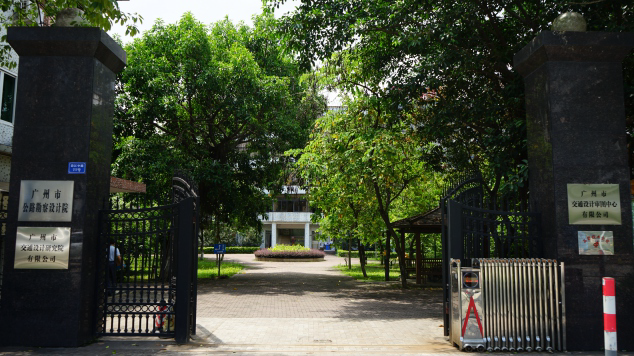 广州市
公路勘察设计院
广州市
交通设计研究院
有限公司
广州市
交通设计审图中心
有限公司